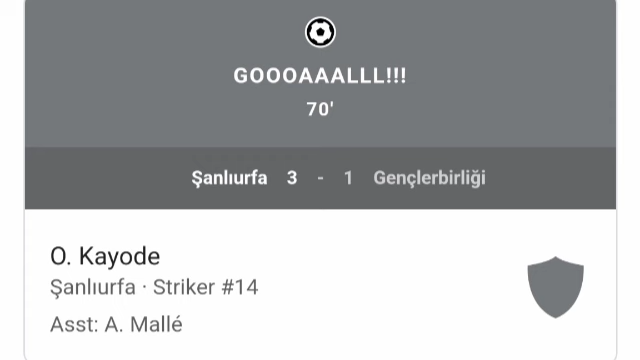 GOOOAAALLL!!!
70'
Şanlıurfa 3 - 1 Gençlerbirliği
O. Kayode
Şanlıurfa · Striker #14
Asst: A. Mallé